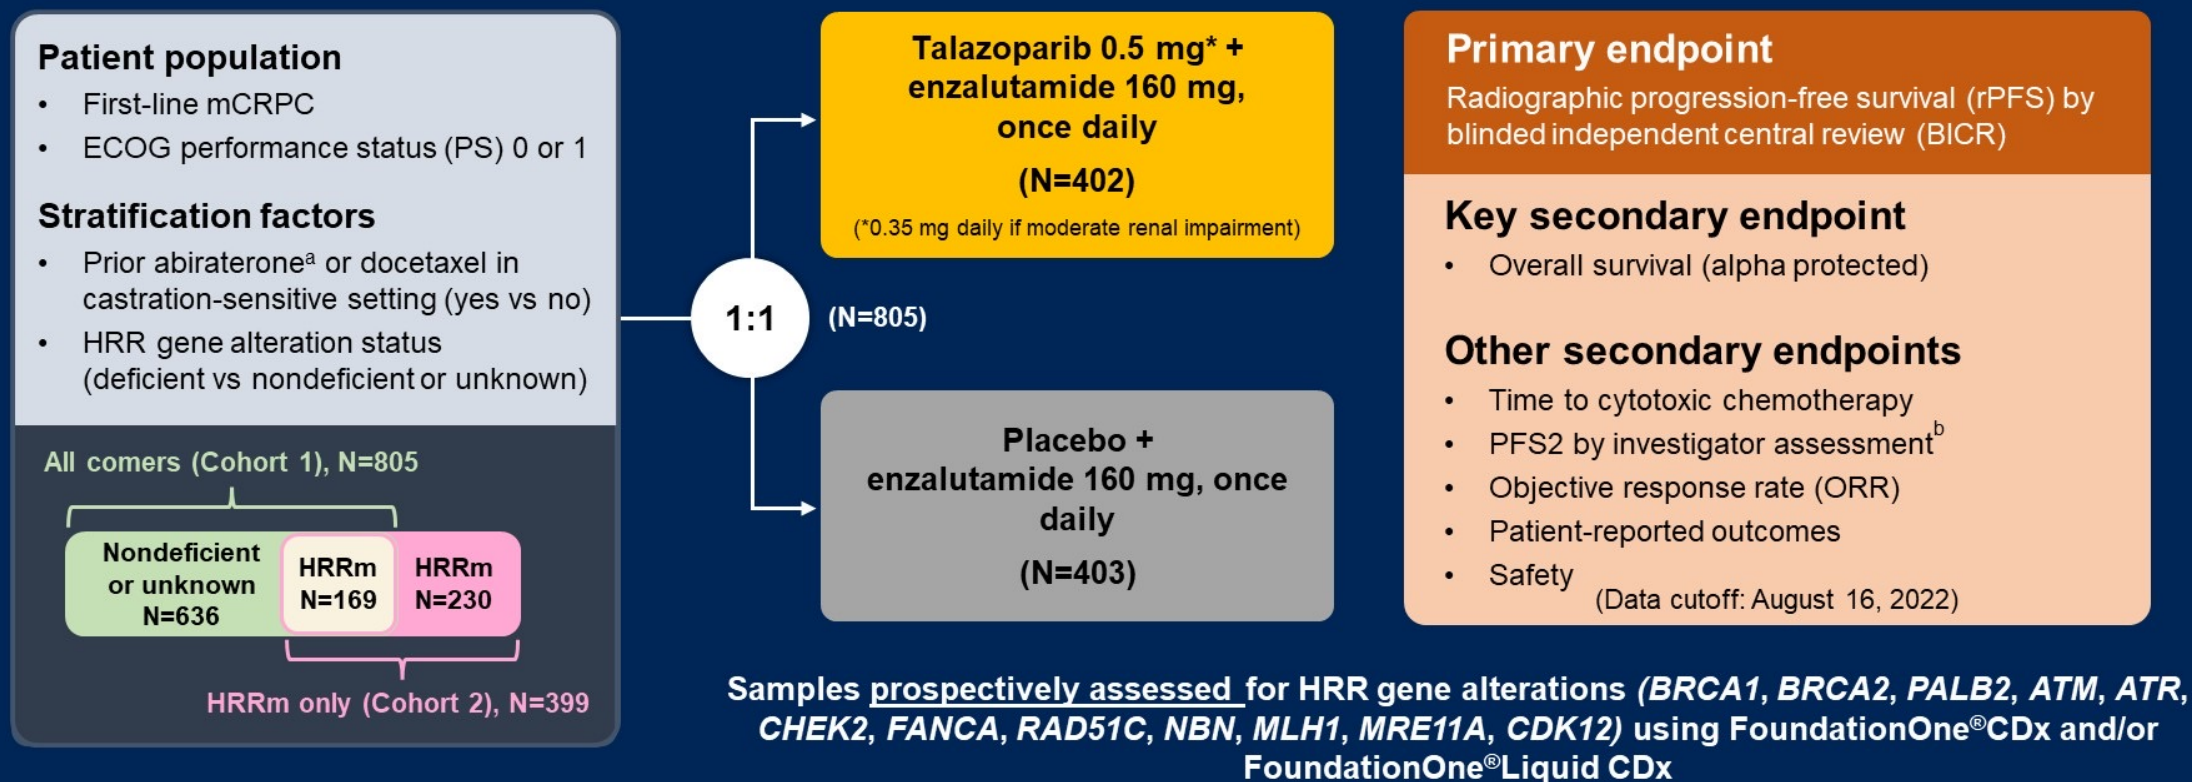 Patient population
• First-line mCRPC
• ECOG performance status (PS) 0 or 1
Stratification factors
• Prior abirateroneᵃ or docetaxel in
castration-sensitive setting (yes vs no)
• HRR gene alteration status
(deficient vs nondeficient or unknown)
All comers (Cohort 1), N=805
Nondeficient
or unknown
N=636
HRRm
N=169
HRRm
N=230
HRRm only (Cohort 2), N=399
1:1
(N=805)
Talazoparib 0.5 mg* +
enzalutamide 160 mg,
once daily
(N=402)
(*0.35 mg daily if moderate renal impairment)
Placebo +
enzalutamide 160 mg, once
daily
(N=403)
Primary endpoint
Radiographic progression-free survival (rPFS) by
blinded independent central review (BICR)
Key secondary endpoint
• Overall survival (alpha protected)
Other secondary endpoints
• Time to cytotoxic chemotherapy
• PFS2 by investigator assessmentᵇ
• Objective response rate (ORR)
• Patient-reported outcomes
• Safety
(Data cutoff: August 16, 2022)
Samples prospectively assessed for HRR gene alterations (BRCA1, BRCA2, PALB2, ATM, ATR,
CHEK2, FANCA, RAD51C, NBN, MLH1, MRE11A, CDK12) using FoundationOne®CDx and/or
FoundationOne®Liquid CDx